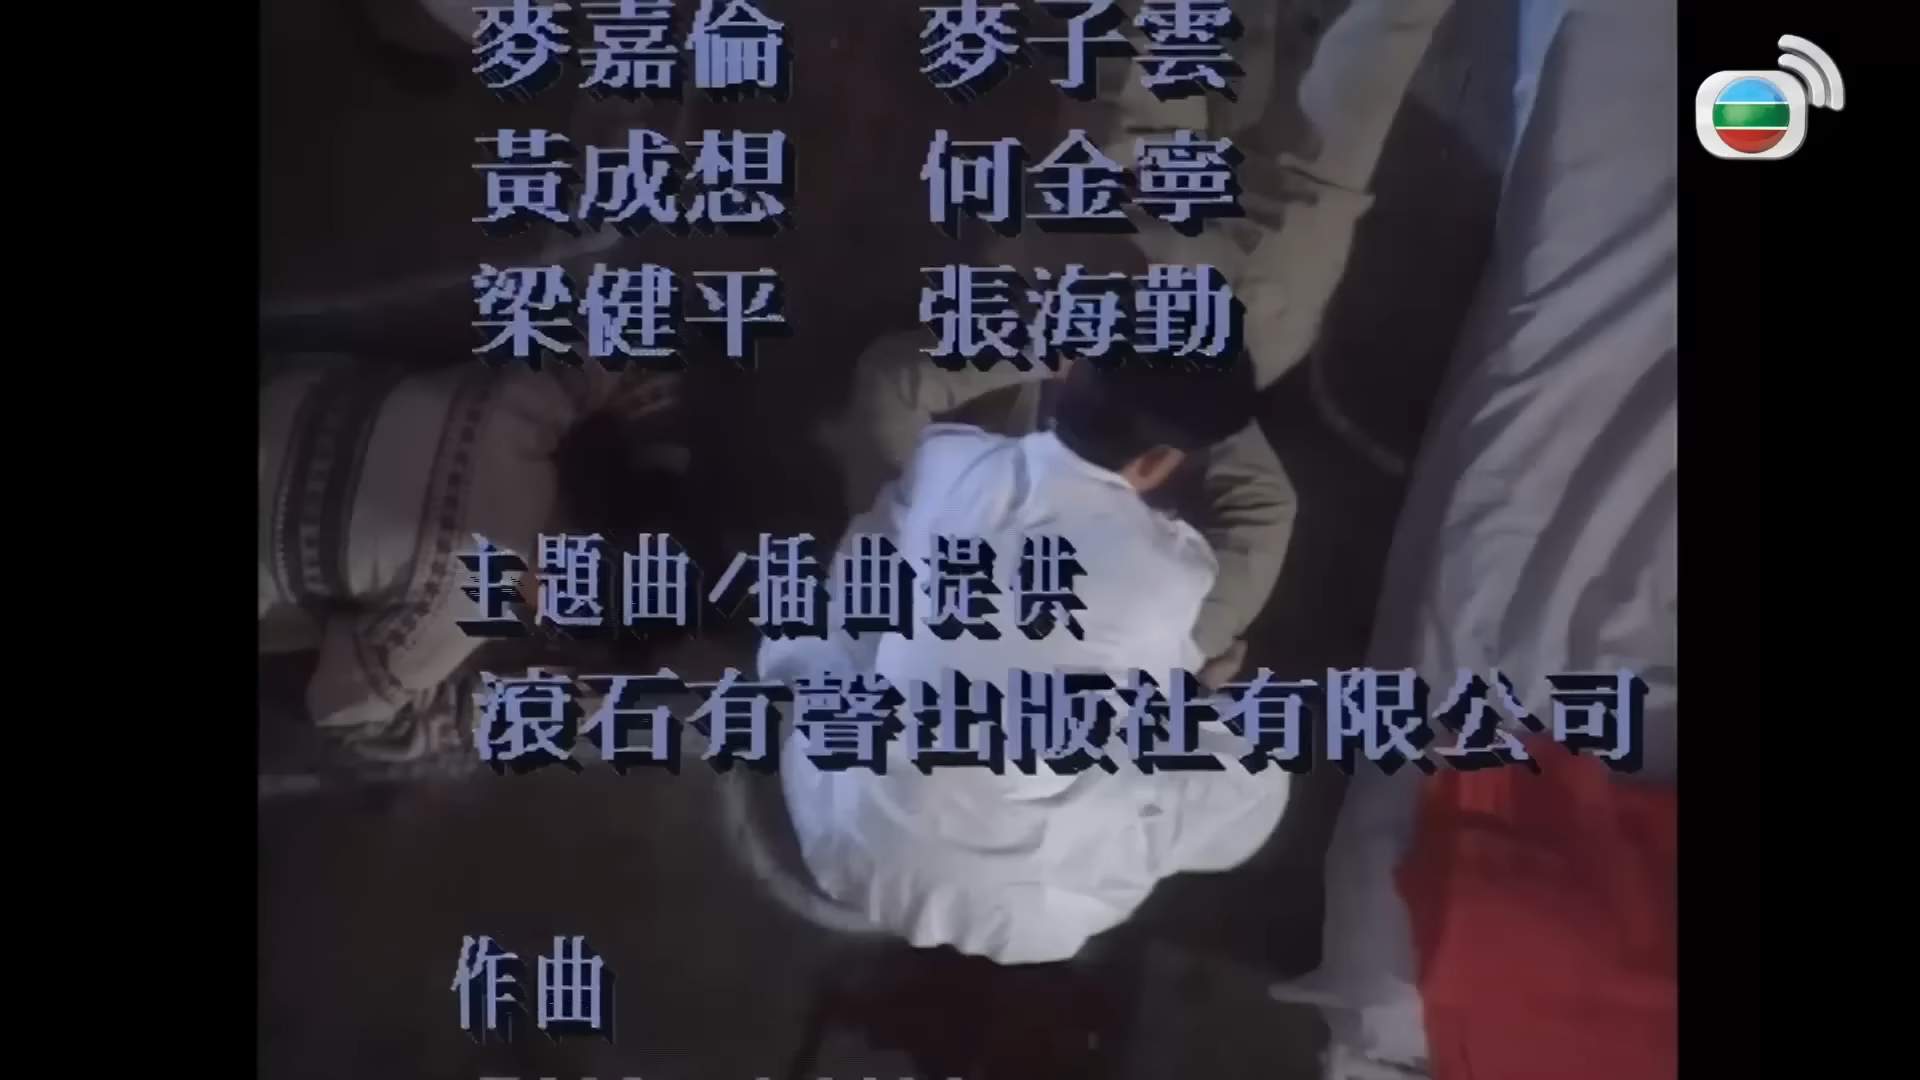 麥嘉倫 麥子雲
黃成想 何金寧
梁健平 張海勤
主題曲/插曲提供
滾石有聲出版社有限公司
作曲